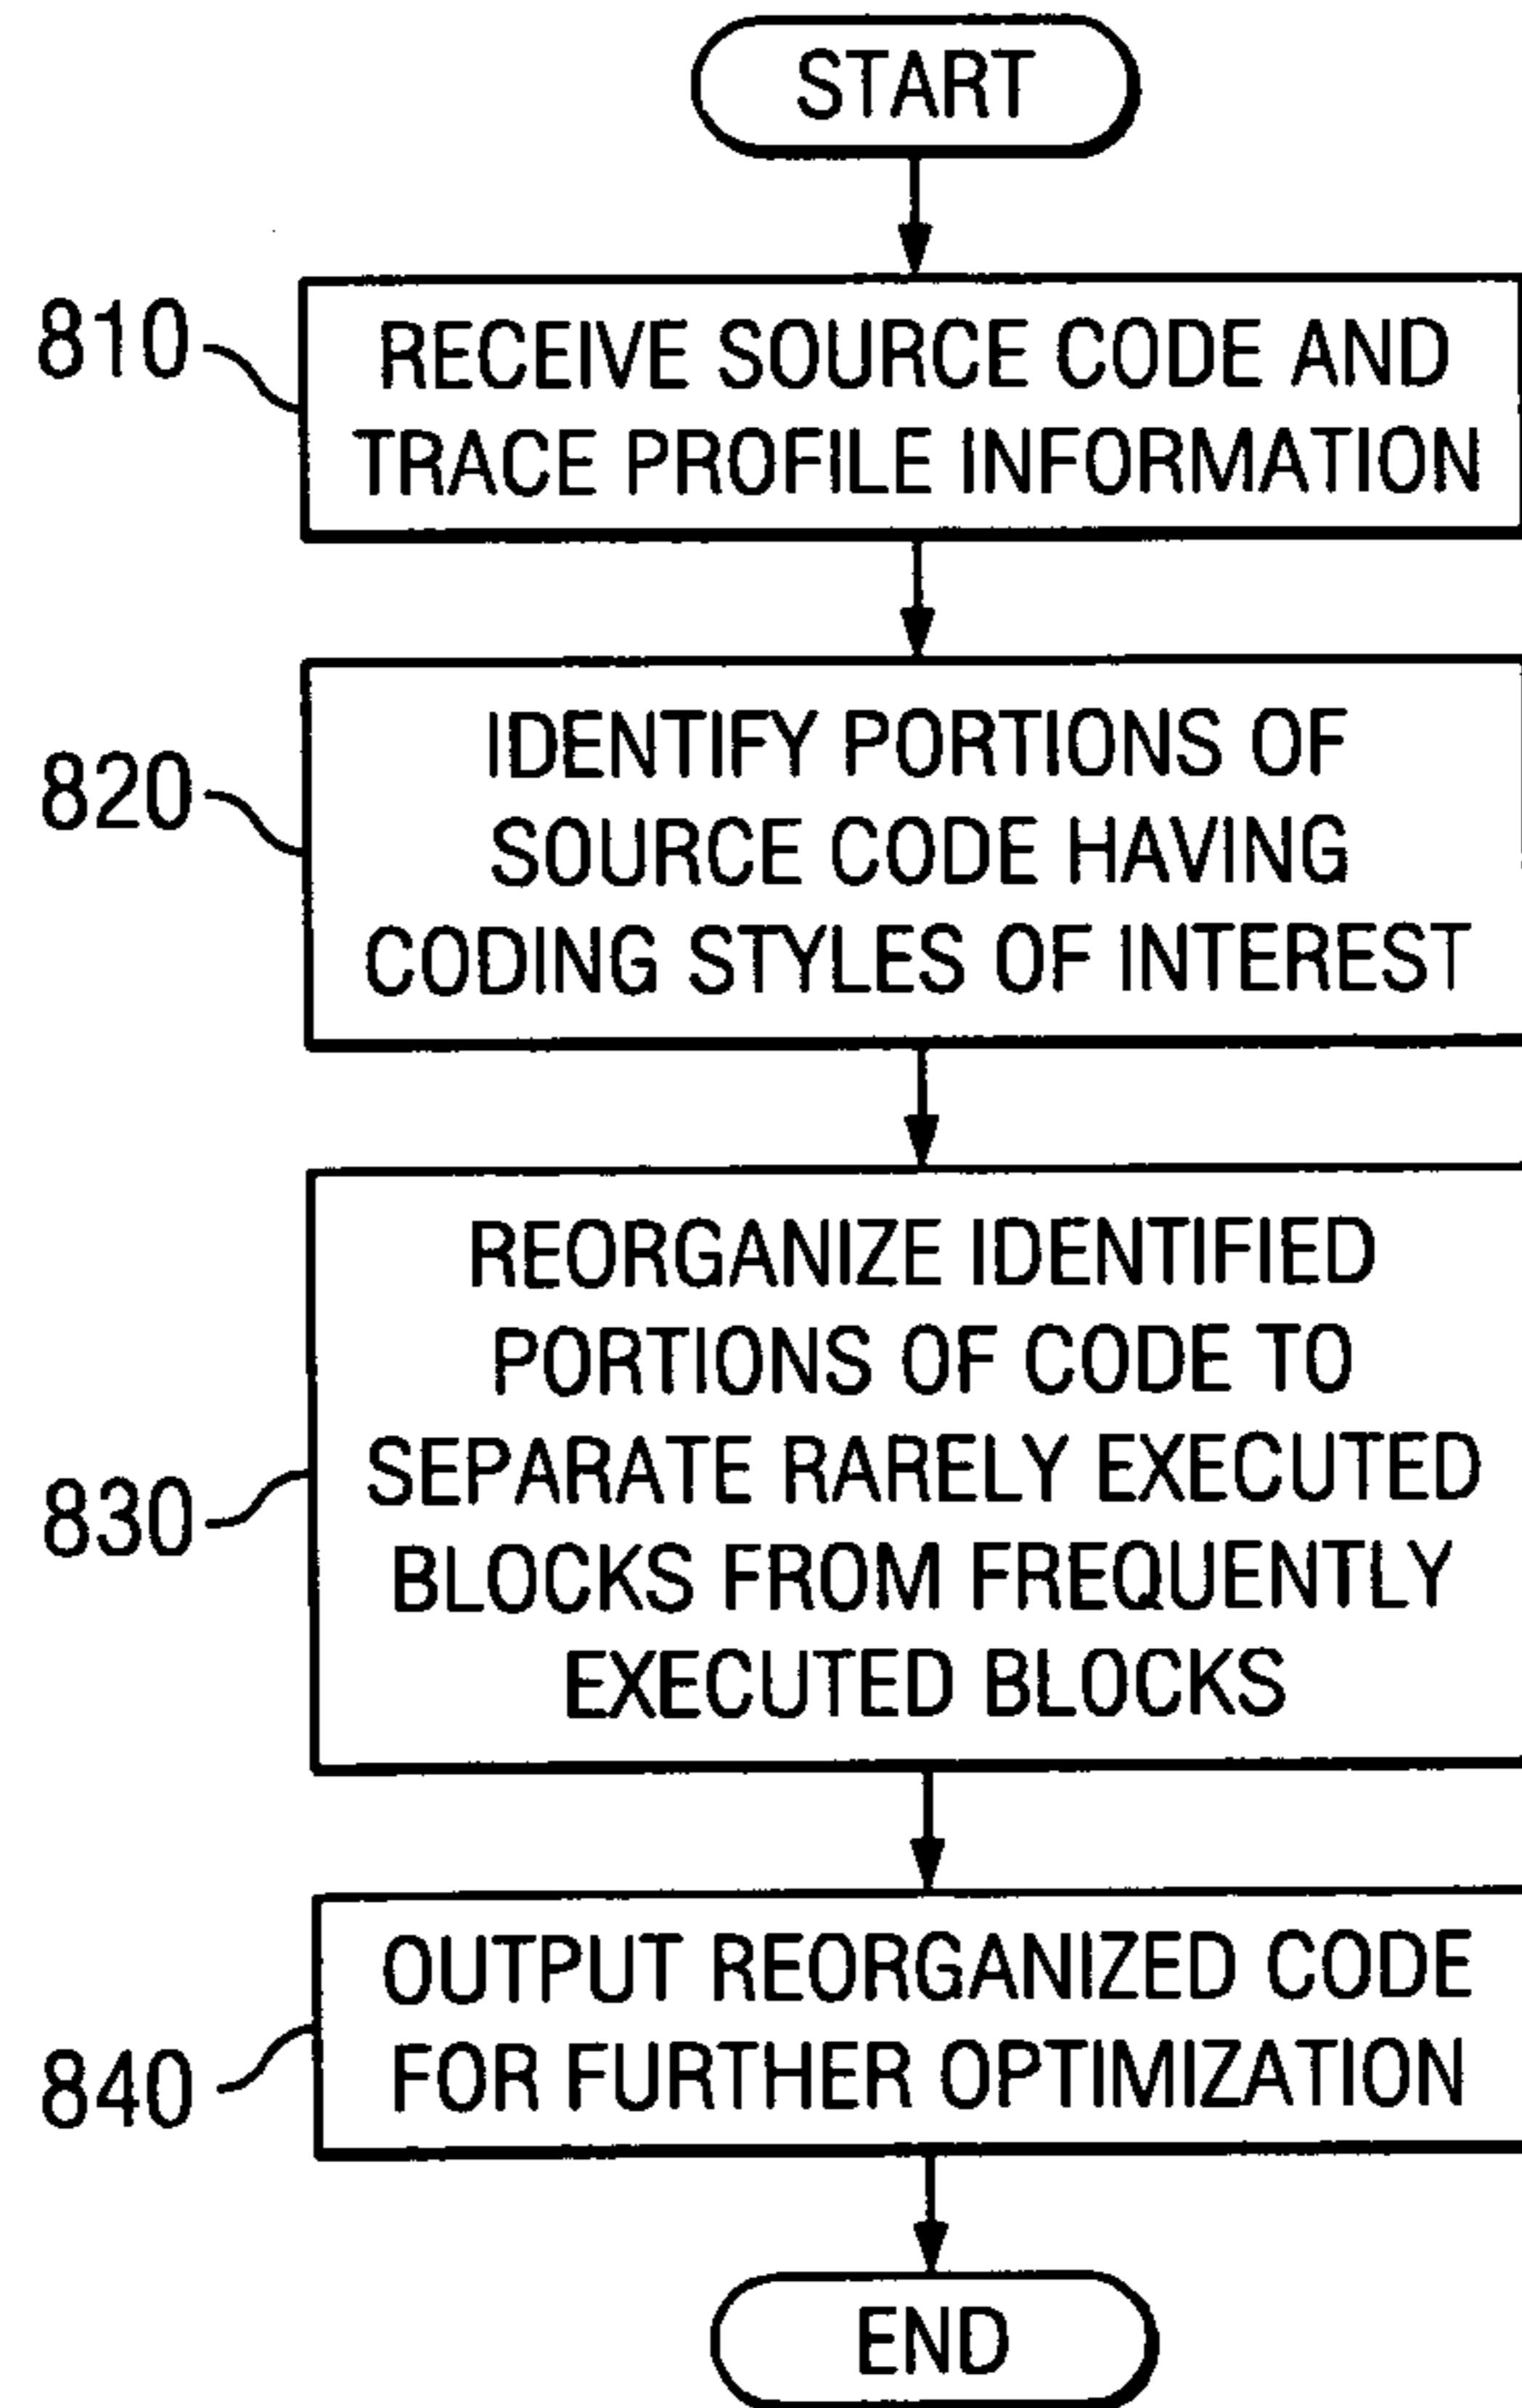 START
810
RECEIVE SOURCE CODE AND
TRACE PROFILE INFORMATION
820
IDENTIFY PORTIONS OF
SOURCE CODE HAVING
CODING STYLES OF INTEREST
830
REORGANIZE IDENTIFIED
PORTIONS OF CODE TO
SEPARATE RARELY EXECUTED
BLOCKS FROM FREQUENTLY
EXECUTED BLOCKS
840
OUTPUT REORGANIZED CODE
FOR FURTHER OPTIMIZATION
END